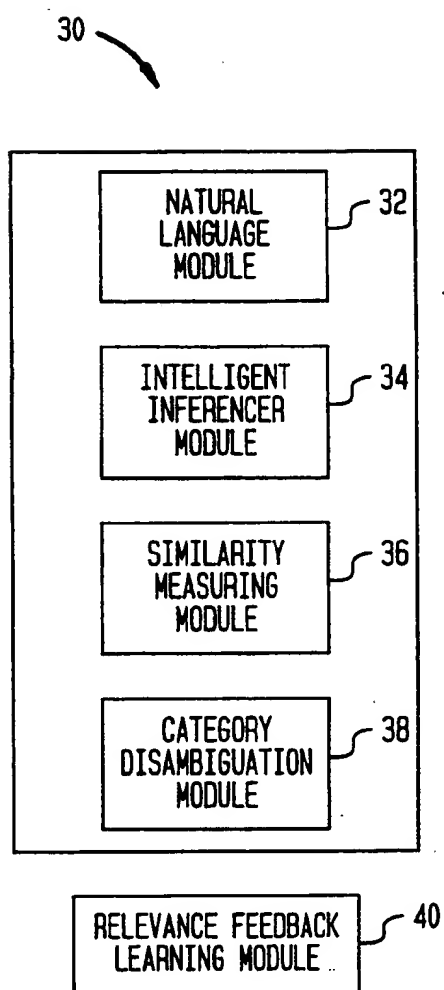 30
NATURAL
LANGUAGE
MODULE
32
INTELLIGENT
INFERENCER
MODULE
34
SIMILARITY
MEASURING
MODULE
36
CATEGORY
DISAMBIGUATION
MODULE
38
RELEVANCE FEEDBACK
LEARNING MODULE
40